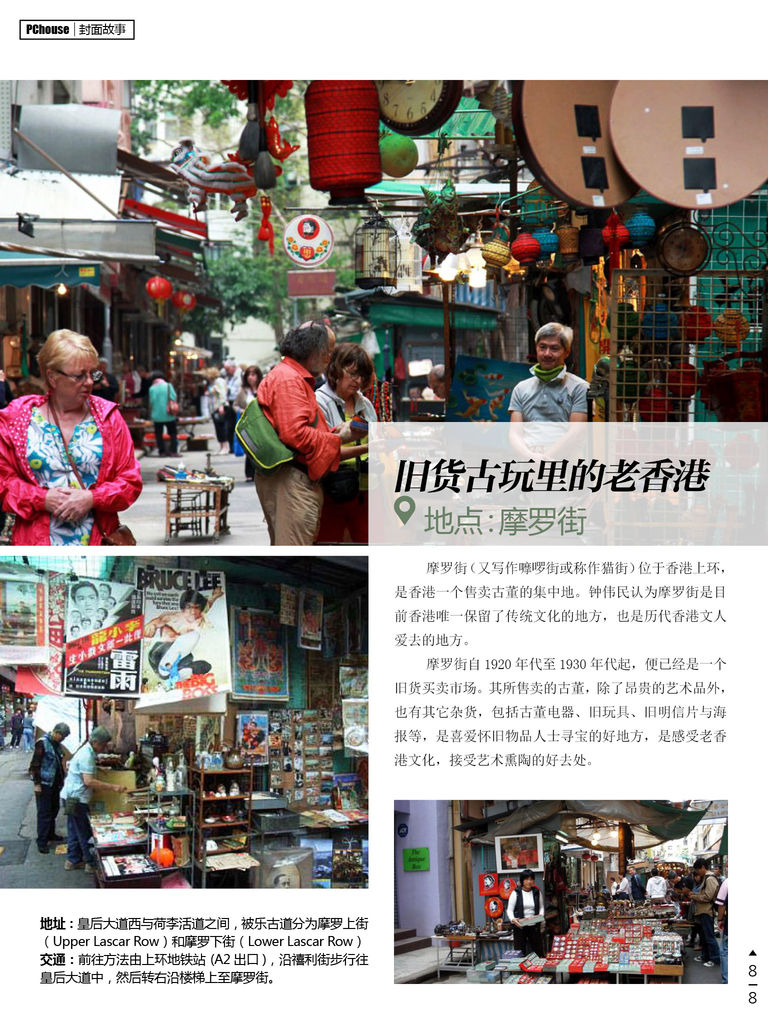 PChouse 封面故事
旧货古玩里的老香港
地点：摩罗街
摩罗街（又写作嚤啰街或称作猫街）位于香港上环，
是香港一个售卖古董的集中地。钟伟民认为摩罗街是目
前香港唯一保留了传统文化的地方，也是历代香港文人
爱去的地方。
摩罗街自 1920 年代至 1930 年代起，便已经是一个
旧货买卖市场。其所售卖的古董，除了昂贵的艺术品外，
也有其它杂货，包括古董电器、旧玩具、旧明信片与海
报等，是喜爱怀旧物品人士寻宝的好地方，是感受老香
港文化，接受艺术熏陶的好去处。
BRUCE LEE
龍小李
雷
雨
The Antique Box
地址：皇后大道西与荷李活道之间，被乐古道分为摩罗上街
（Upper Lascar Row）和摩罗下街（Lower Lascar Row）
交通：前往方法由上环地铁站 (A2 出口)，沿禧利街步行往
皇后大道中，然后转右沿楼梯上至摩罗街。
8
8